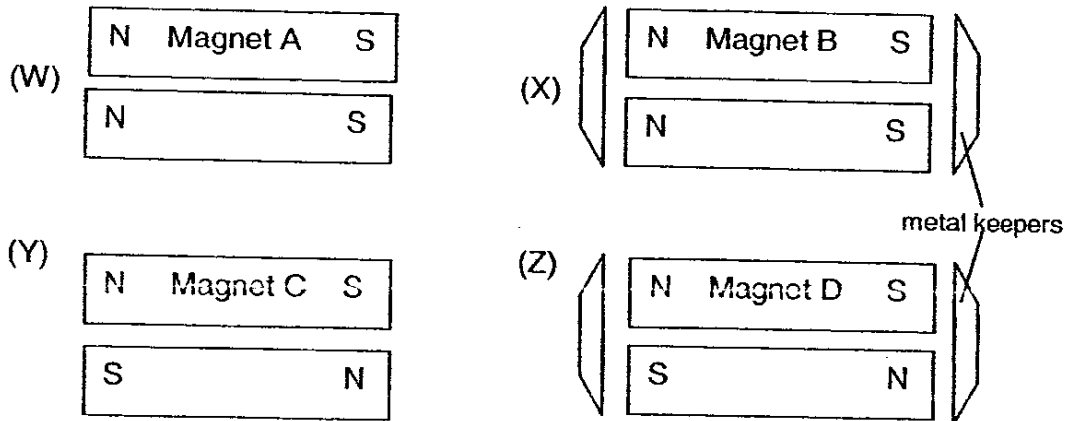 N Magnet A S
(W)
N S
N Magnet B S
(X)
N S
metal keepers
(Y)
N Magnet C S
S N
(Z)
N Magnet D S
S N